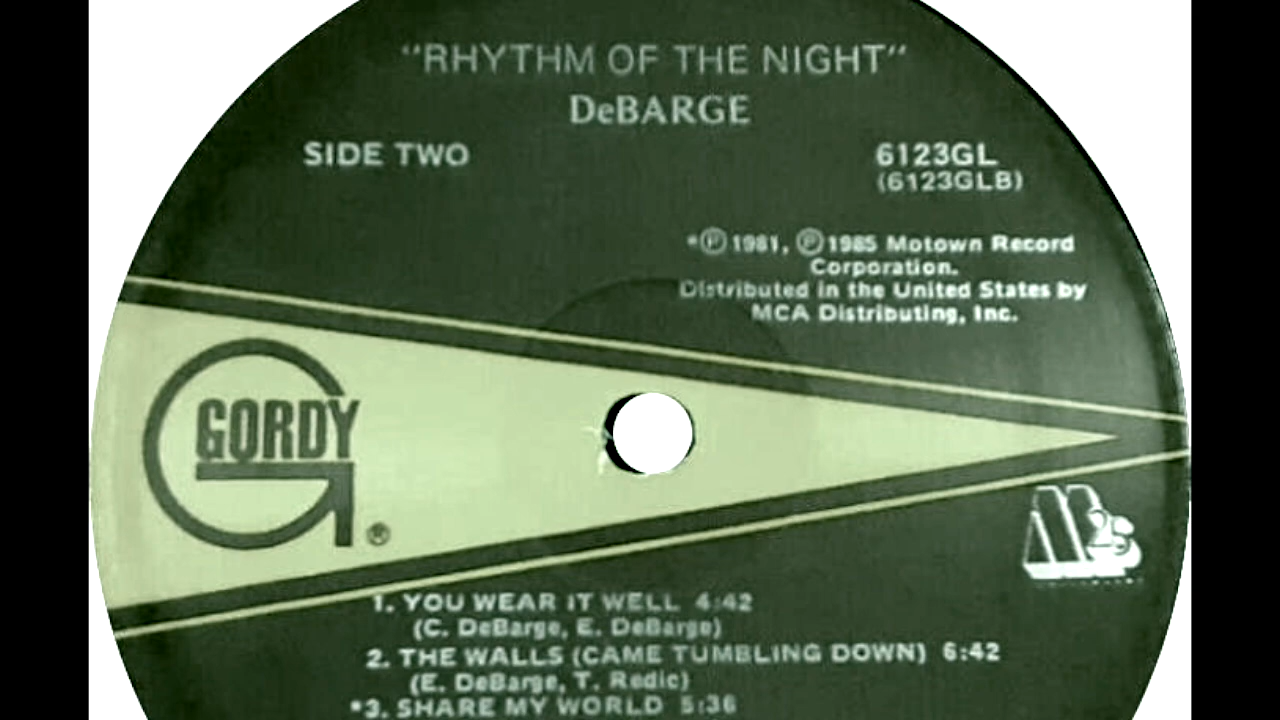 "RHYTHM OF THE NIGHT"
DeBARGE
SIDE TWO
6123GL
(6123GLB)
*Ⓟ 1981, Ⓟ 1985 Motown Record
Corporation.
Distributed in the United States by
MCA Distributing, Inc.
GORDY
G ®
1. YOU WEAR IT WELL 4:42
(C. DeBarge, E. DeBarge)
2. THE WALLS (CAME TUMBLING DOWN) 6:42
(E. DeBarge, T. Redic)
*3. SHARE MY WORLD 5:36